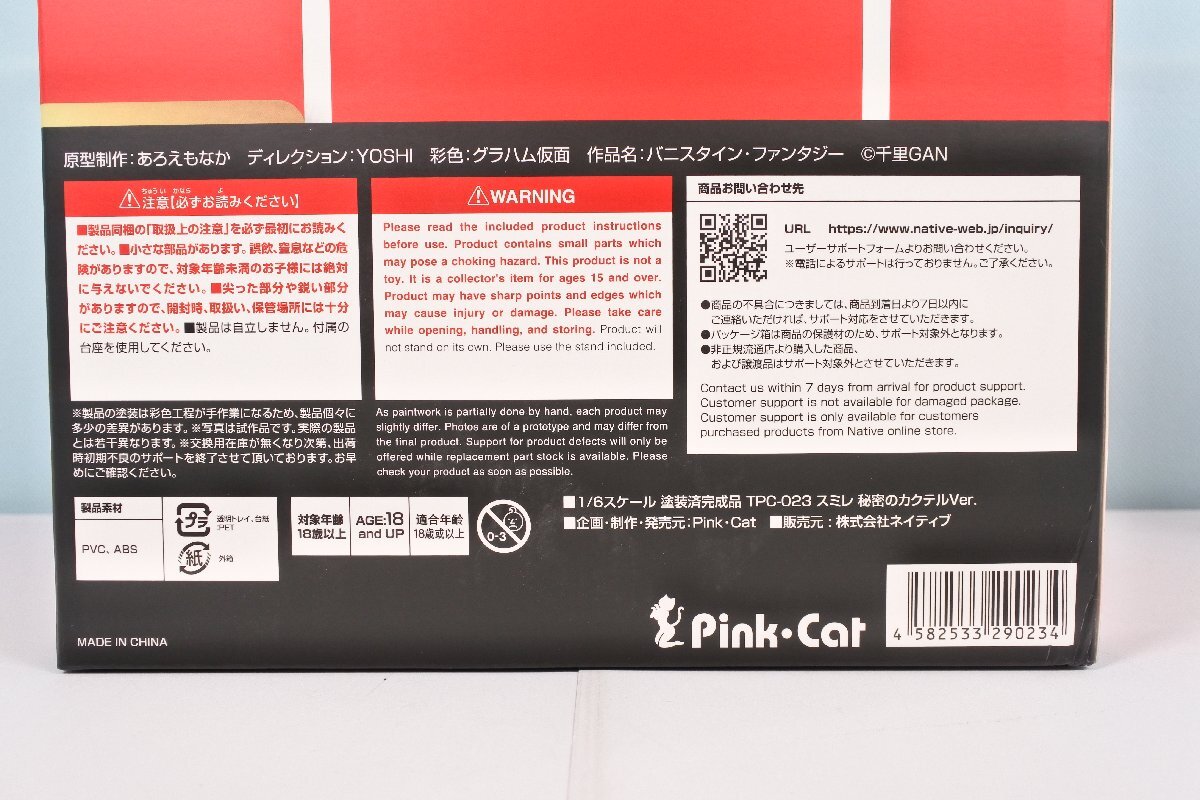 原型制作：あろえもなか　ディレクション：YOSHI　彩色：グラハム仮面　作品名：バニスタイン・ファンタジー　©千里GAN
ちゅうい かなら よ
注意【必ずお読みください】
■製品同梱の「取扱上の注意」を必ず最初にお読みく
ださい。■小さな部品があります。誤飲、窒息などの危
険がありますので、対象年齢未満のお子様には絶対
に与えないでください。■尖った部分や鋭い部分
がありますので、開封時、取扱い、保管場所には十分
にご注意ください。■製品は自立しません。付属の
台座を使用してください。
WARNING
Please read the included product instructions
before use. Product contains small parts which
may pose a choking hazard. This product is not a
toy. It is a collector's item for ages 15 and over.
Product may have sharp points and edges which
may cause injury or damage. Please take care
while opening, handling, and storing. Product will
not stand on its own. Please use the stand included.
商品お問い合わせ先
URL　https://www.native-web.jp/inquiry/
ユーザーサポートフォームよりお問い合わせください。
※電話によるサポートは行っておりません。ご了承ください。
●商品の不具合につきましては、商品到着日より7日以内に
ご連絡いただければ、サポート対応をさせていただきます。
●パッケージ箱は商品の保護材のため、サポート対象外となります。
●非正規流通店より購入した商品、
および譲渡品はサポート対象外とさせていただきます。
Contact us within 7 days from arrival for product support.
Customer support is not available for damaged package.
Customer support is only available for customers
purchased products from Native online store.
※製品の塗装は彩色工程が手作業になるため、製品個々に
多少の差異があります。※写真は試作品です。実際の製品
とは若干異なります。※交換用在庫が無くなり次第、出荷
時初期不良のサポートを終了させて頂いております。お早
めにご確認ください。
As paintwork is partially done by hand, each product may
slightly differ. Photos are of a prototype and may differ from
the final product. Support for product defects will only be
offered while replacement part stock is available. Please
check your product as soon as possible.
製品素材
PVC、ABS
プラ
透明トレイ、台紙
:PET
紙
外箱
対象年齢
18歳以上
AGE:18
and UP
適合年齢
18歳或以上
0-3
■1/6スケール 塗装済完成品 TPC-023 スミレ 秘密のカクテルVer.
■企画・制作・発売元：Pink・Cat　■販売元：株式会社ネイティブ
MADE IN CHINA
Pink・Cat
4 582533 290234